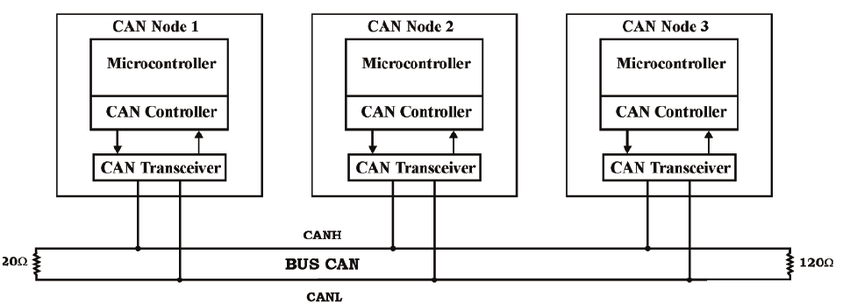 CAN Node 1 CAN Node 2 CAN Node 3
Microcontroller Microcontroller Microcontroller
CAN Controller CAN Controller CAN Controller
CAN Transceiver CAN Transceiver CAN Transceiver
CANH
20Ω BUS CAN 120Ω
CANL